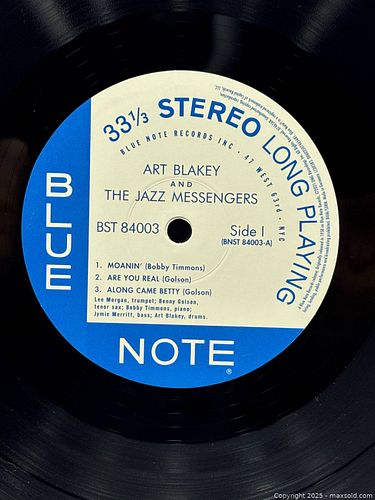 33⅓ STEREO LONG PLAYING
BLUE NOTE RECORDS INC · 47 WEST 63rd · NYC
ART BLAKEY
AND
THE JAZZ MESSENGERS
BST 84003
Side I
(BNST 84003-A)
1. MOANIN' (Bobby Timmons)
2. ARE YOU REAL (Golson)
3. ALONG CAME BETTY (Golson)
Lee Morgan, trumpet; Benny Golson,
tenor sax; Bobby Timmons, piano;
Jymie Merritt, bass; Art Blakey, drums.
BLUE
NOTE
®
Copyright 2025 - maxsold.com